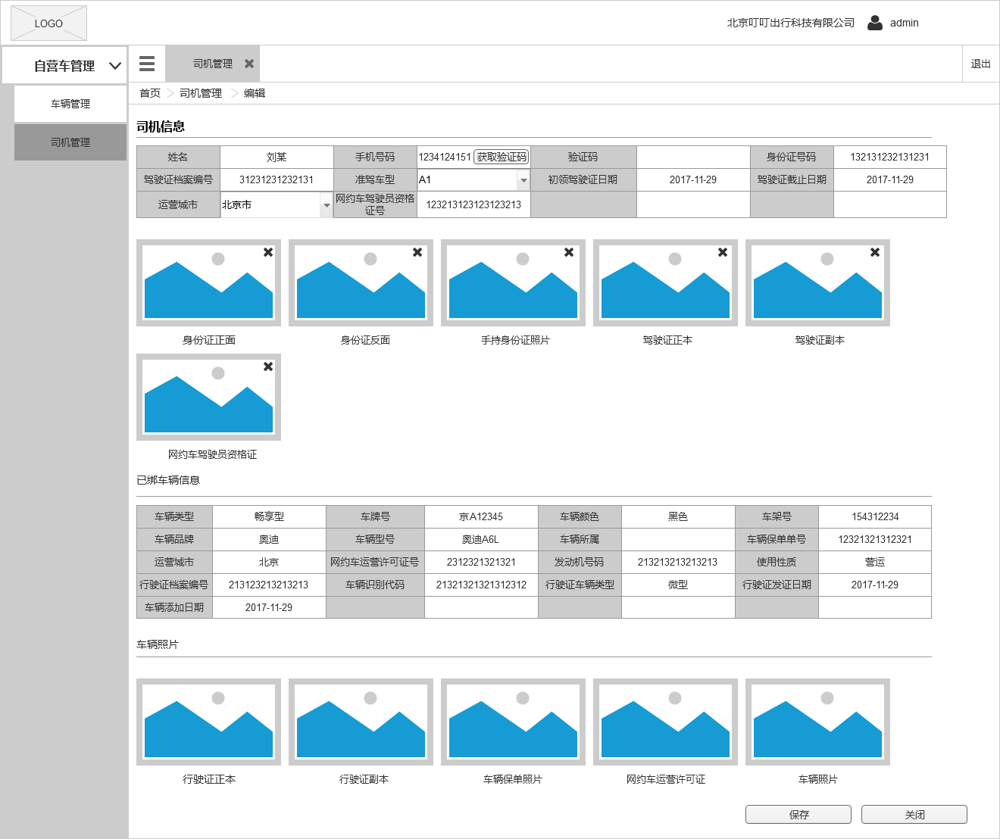 LOGO
北京叮叮出行科技有限公司 admin
自营车管理
司机管理
退出
车辆管理
司机管理
首页 司机管理 编辑
司机信息
姓名 刘某 手机号码 1234124151 获取验证码 验证码 身份证号码 132131232131231
驾驶证档案编号 31231231232131 准驾车型 A1 初领驾驶证日期 2017-11-29 驾驶证截止日期 2017-11-29
运营城市 北京市 网约车驾驶员资格证号 123213123123123213
身份证正面 身份证反面 手持身份证照片 驾驶证正本 驾驶证副本
网约车驾驶员资格证
已绑车辆信息
车辆类型 畅享型 车牌号 京A12345 车辆颜色 黑色 车架号 154312234
车辆品牌 奥迪 车辆型号 奥迪A6L 车辆所属 车辆保单单号 12321321312321
运营城市 北京 网约车运营许可证号 2312321321321 发动机号码 213213213213213 使用性质 营运
行驶证档案编号 213123213213213 车辆识别代码 21321321321312312 行驶证车辆类型 微型 行驶证发证日期 2017-11-29
车辆添加日期 2017-11-29
车辆照片
行驶证正本 行驶证副本 车辆保单照片 网约车运营许可证 车辆照片
保存 关闭